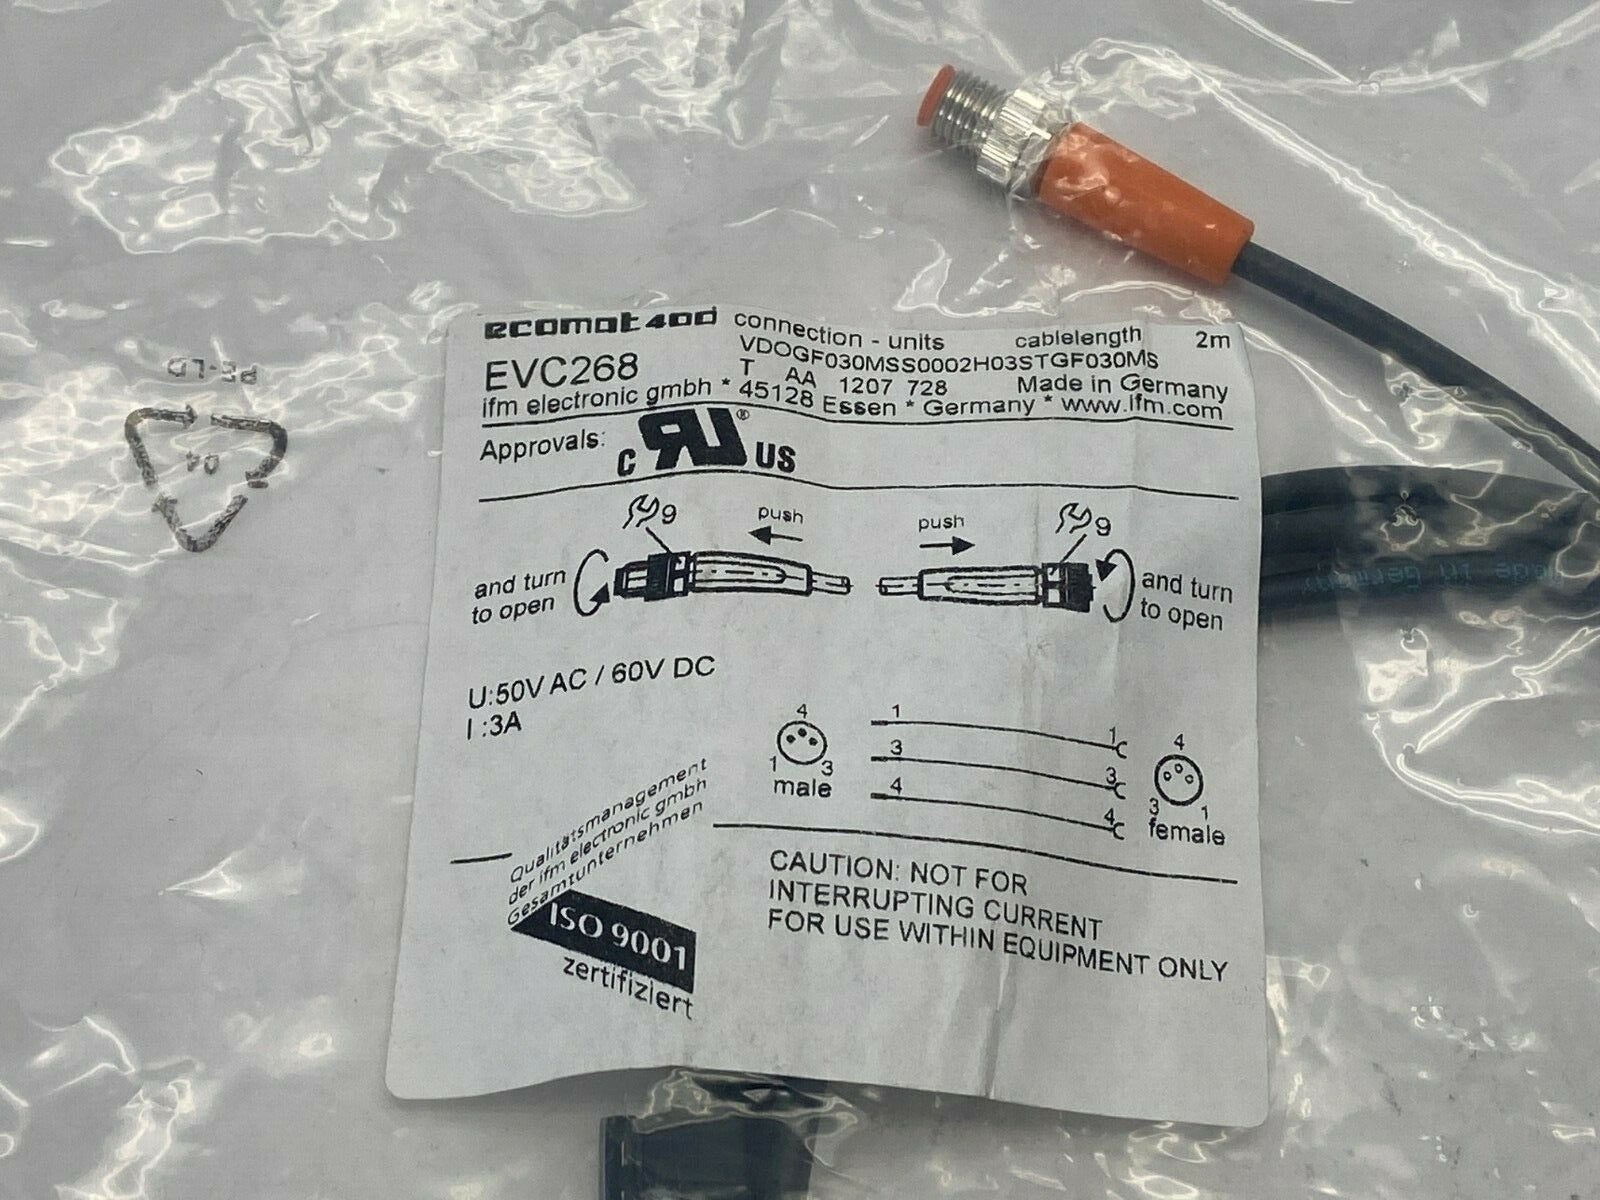 ecomat400 connection - units cablelength 2m
EVC268 VDOGF030MSS0002H03STGF030MS
T AA 1207 728 Made in Germany
ifm electronic gmbh * 45128 Essen * Germany * www.ifm.com
Approvals: c RU ® US
9 push push 9
and turn
to open
and turn
to open
U:50V AC / 60V DC
I :3A
4
1 3
male
1 1
3 3
4 4
4
3 1
female
Qualitätsmanagement
der ifm electronic gmbh
Gesamtunternehmen
ISO 9001
zertifiziert
CAUTION: NOT FOR
INTERRUPTING CURRENT
FOR USE WITHIN EQUIPMENT ONLY
PE-LD
04
Made in Germany